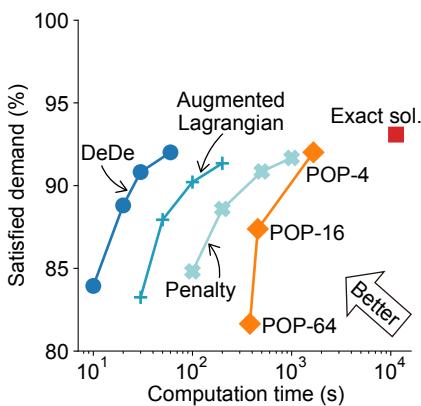 100
95
90
85
80
Satisfied demand (%)
Augmented
Lagrangian
Exact sol.
DeDe
POP-4
POP-16
Penalty
POP-64
Better
10¹
10²
10³
10⁴
Computation time (s)